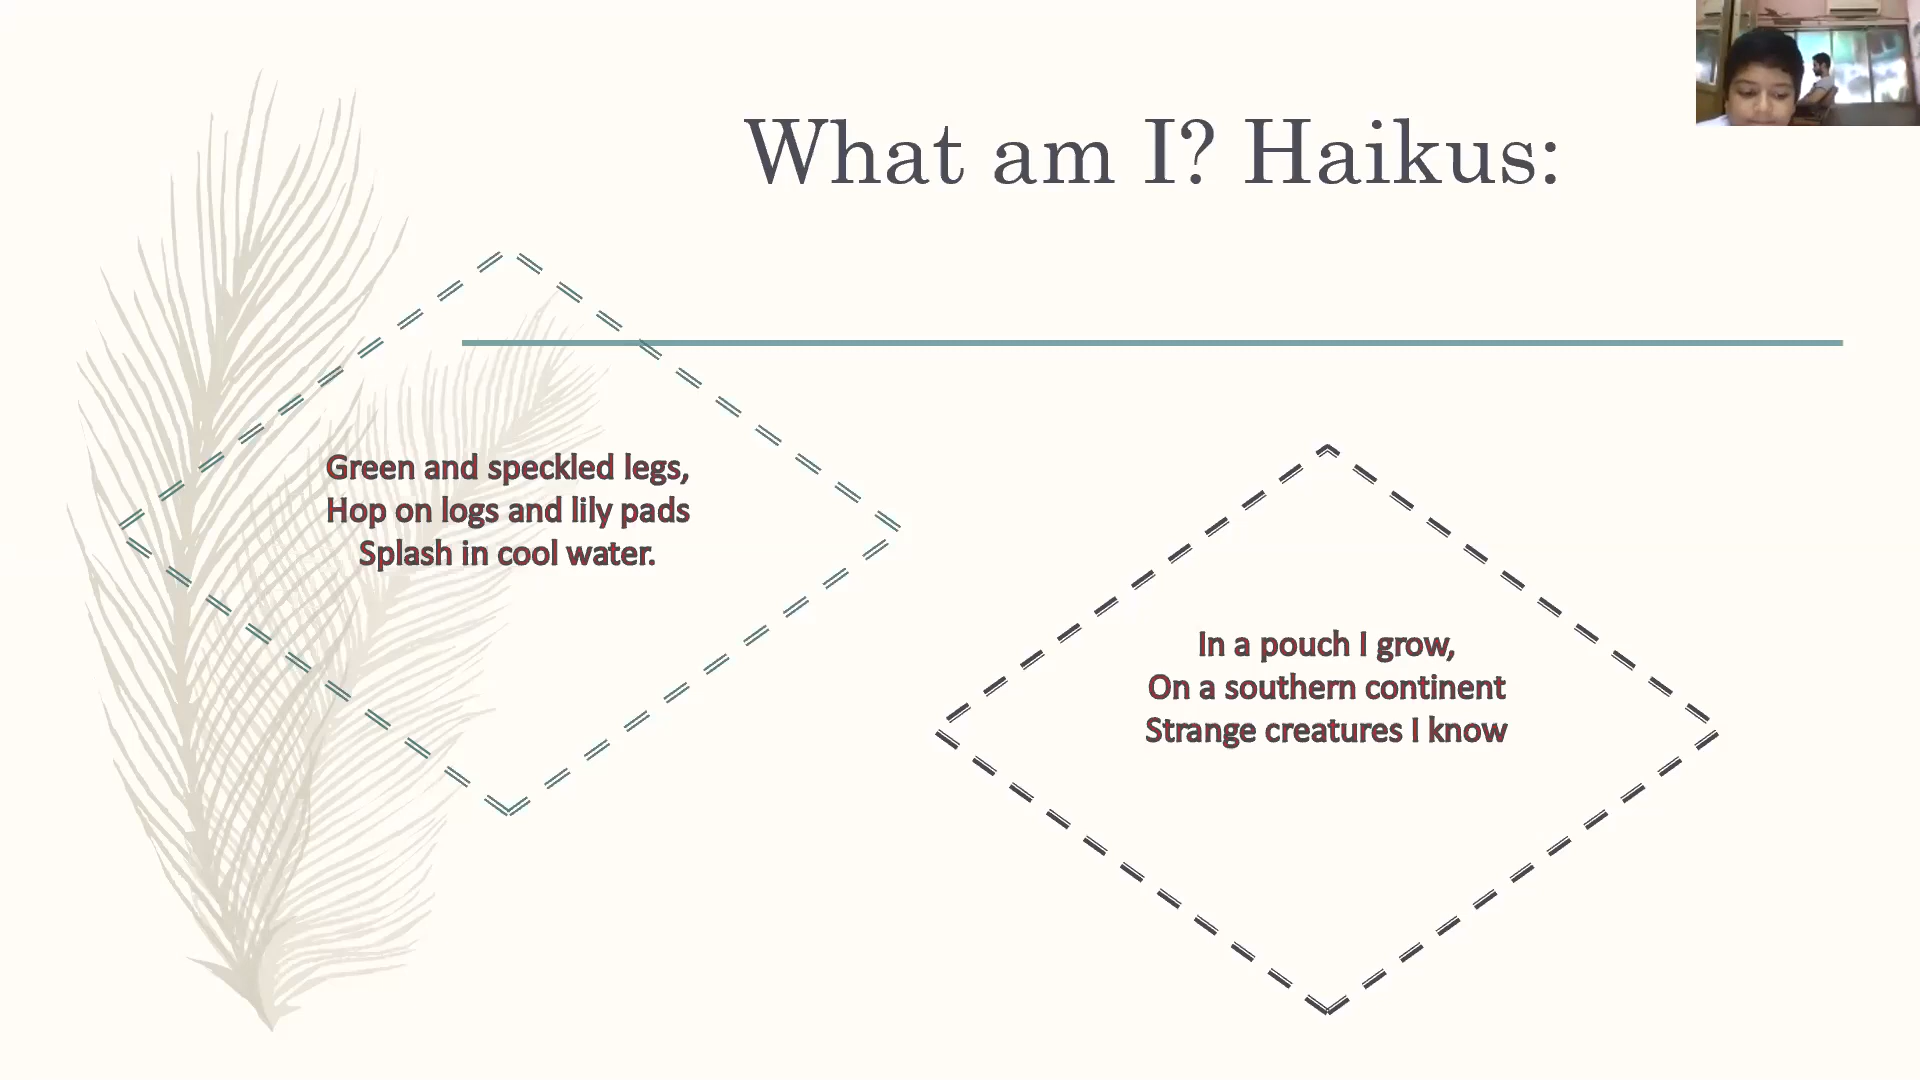 What am I? Haikus:
Green and speckled legs,
Hop on logs and lily pads
Splash in cool water.
In a pouch I grow,
On a southern continent
Strange creatures I know